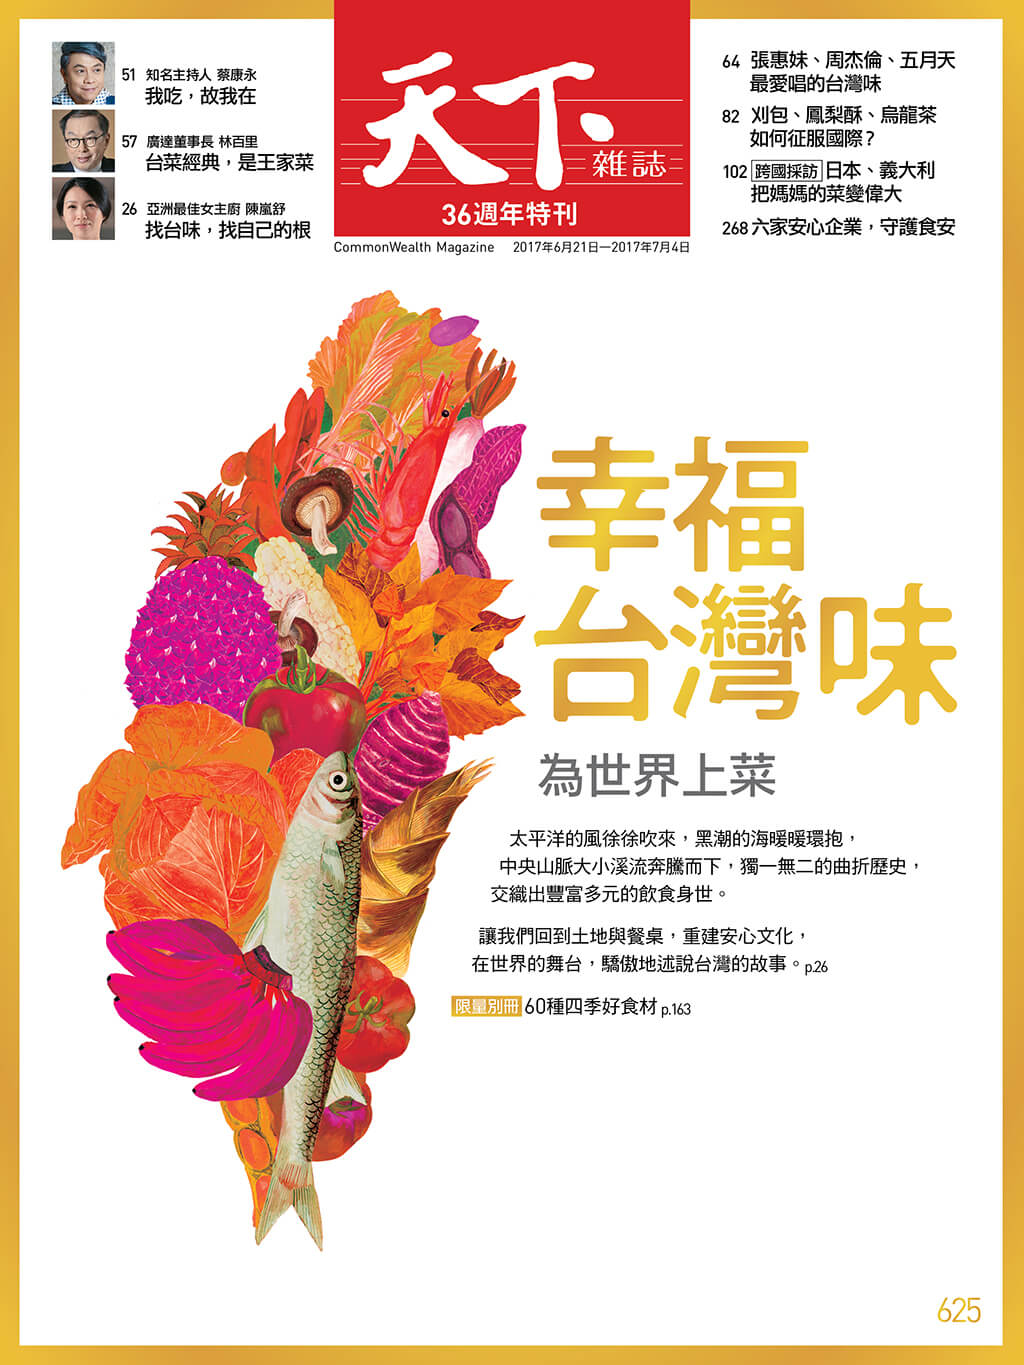 51 知名主持人 蔡康永
我吃，故我在
57 廣達董事長 林百里
台菜經典，是王家菜
26 亞洲最佳女主廚 陳嵐舒
找台味，找自己的根
天下
雜誌
36週年特刊
CommonWealth Magazine 2017年6月21日—2017年7月4日
64 張惠妹、周杰倫、五月天
最愛唱的台灣味
82 刈包、鳳梨酥、烏龍茶
如何征服國際？
102 跨國採訪 日本、義大利
把媽媽的菜變偉大
268 六家安心企業，守護食安
幸福
台灣味
為世界上菜
太平洋的風徐徐吹來，黑潮的海暖暖環抱，
中央山脈大小溪流奔騰而下，獨一無二的曲折歷史，
交織出豐富多元的飲食身世。
讓我們回到土地與餐桌，重建安心文化，
在世界的舞台，驕傲地述說台灣的故事。p.26
限量別冊 60種四季好食材 p.163
625